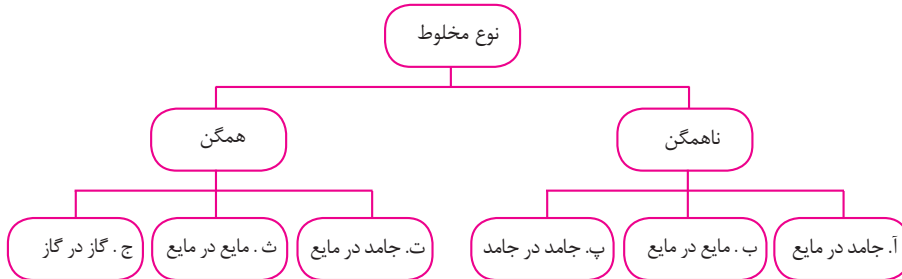 نوع مخلوط
ناهمگن
همگن
آ. جامد در مایع
ب. مایع در مایع
پ. جامد در جامد
ت. جامد در مایع
ث. مایع در مایع
ج. گاز در گاز